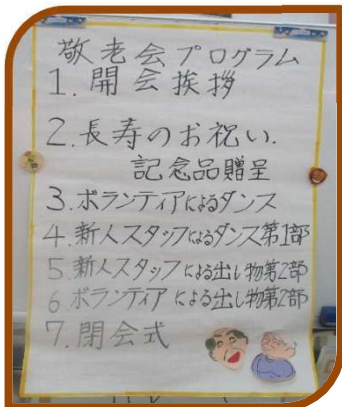 敬老会プログラム
1. 開会挨拶
2. 長寿のお祝い.
記念品贈呈
3. ボランティアによるダンス
4. 新人スタッフによるダンス第1部
5. 新人スタッフによる出し物第2部
6. ボランティアによる出し物第2部
7. 閉会式